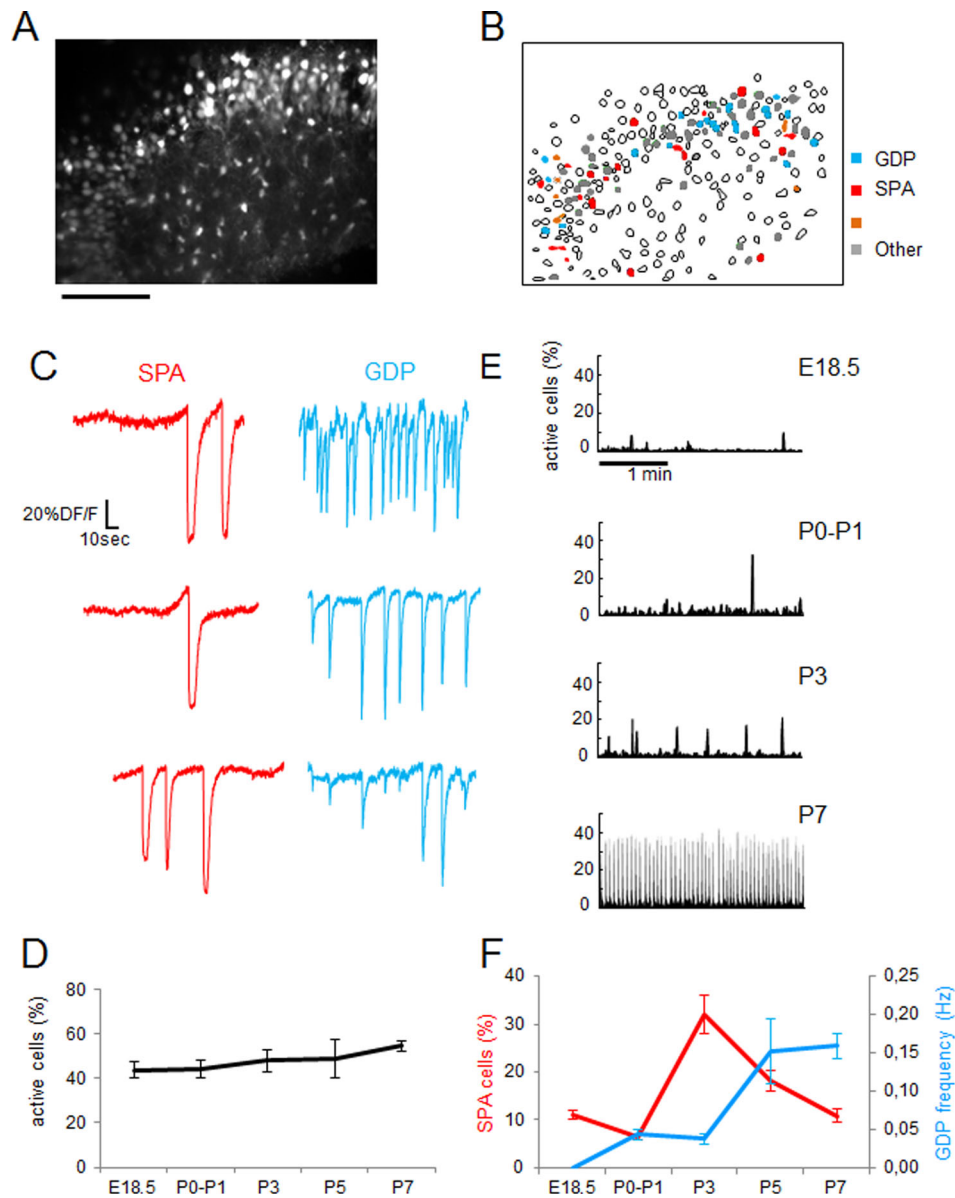 A
B
GDP
SPA
Other
C
SPA
GDP
20%DF/F
10sec
E
E18.5
active cells (%)
40
20
0
1 min
P0-P1
40
20
0
P3
40
20
0
P7
40
20
0
D
active cells (%)
80
60
40
20
0
E18.5 P0-P1 P3 P5 P7
F
SPA cells (%)
40
30
20
10
0
0,25
0,20
0,15
0,10
0,05
0,00
GDP frequency (Hz)
E18.5 P0-P1 P3 P5 P7